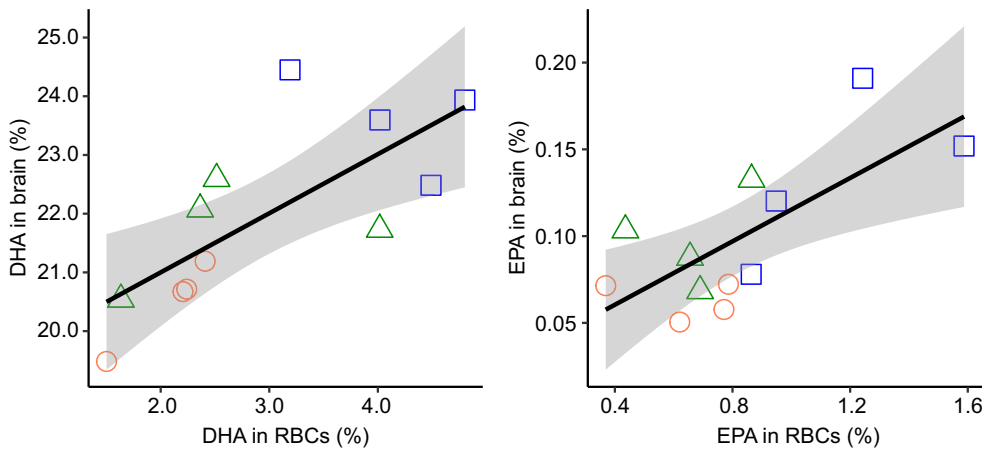 DHA in brain (%)
25.0
24.0
23.0
22.0
21.0
20.0
2.0 3.0 4.0
DHA in RBCs (%)
EPA in brain (%)
0.20
0.15
0.10
0.05
0.4 0.8 1.2 1.6
EPA in RBCs (%)